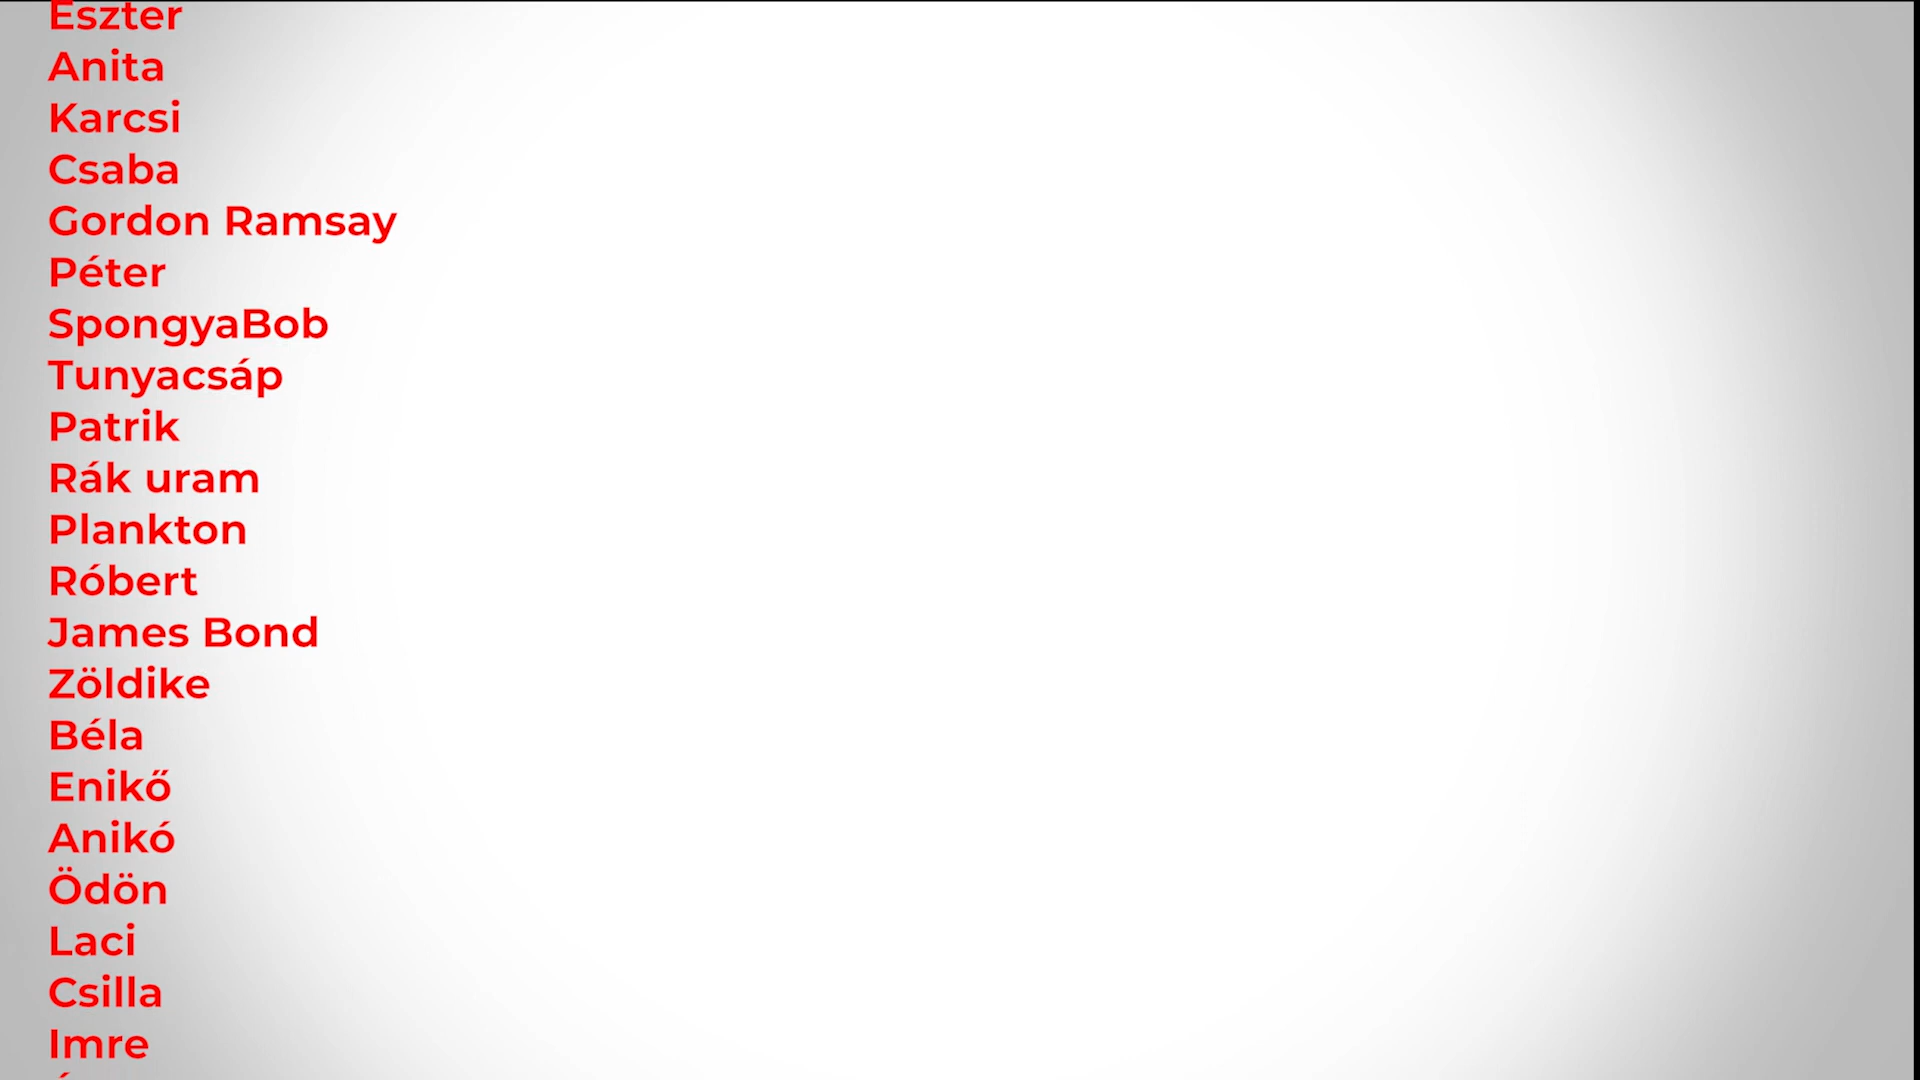 Eszter
Anita
Karcsi
Csaba
Gordon Ramsay
Péter
SpongyaBob
Tunyacsáp
Patrik
Rák uram
Plankton
Róbert
James Bond
Zöldike
Béla
Enikő
Anikó
Ödön
Laci
Csilla
Imre